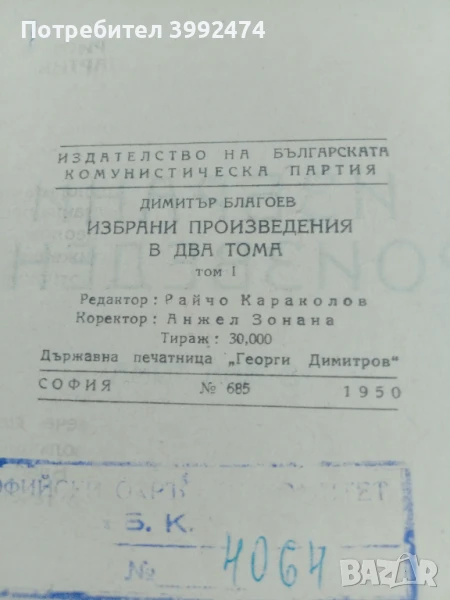 Потребител 3992474
ИЗДАТЕЛСТВО НА БЪЛГАРСКАТА
КОМУНИСТИЧЕСКА ПАРТИЯ
ДИМИТЪР БЛАГОЕВ
ИЗБРАНИ ПРОИЗВЕДЕНИЯ
В ДВА ТОМА
ТОМ I
Редактор: Райчо Караколов
Коректор: Анжел Зонана
Тираж: 30,000
Държавна печатница „Георги Димитров“
СОФИЯ № 685 1950
Б. К.
№ 4064
BAZAR